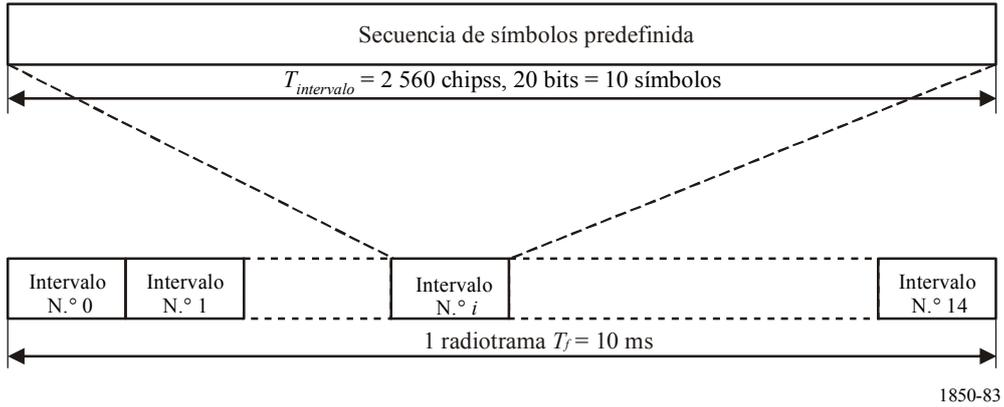 Secuencia de símbolos predefinida
T_intervalo = 2 560 chipss, 20 bits = 10 símbolos
Intervalo
N.° 0
Intervalo
N.° 1
Intervalo
N.° i
Intervalo
N.° 14
1 radiotrama T_f = 10 ms
1850-83